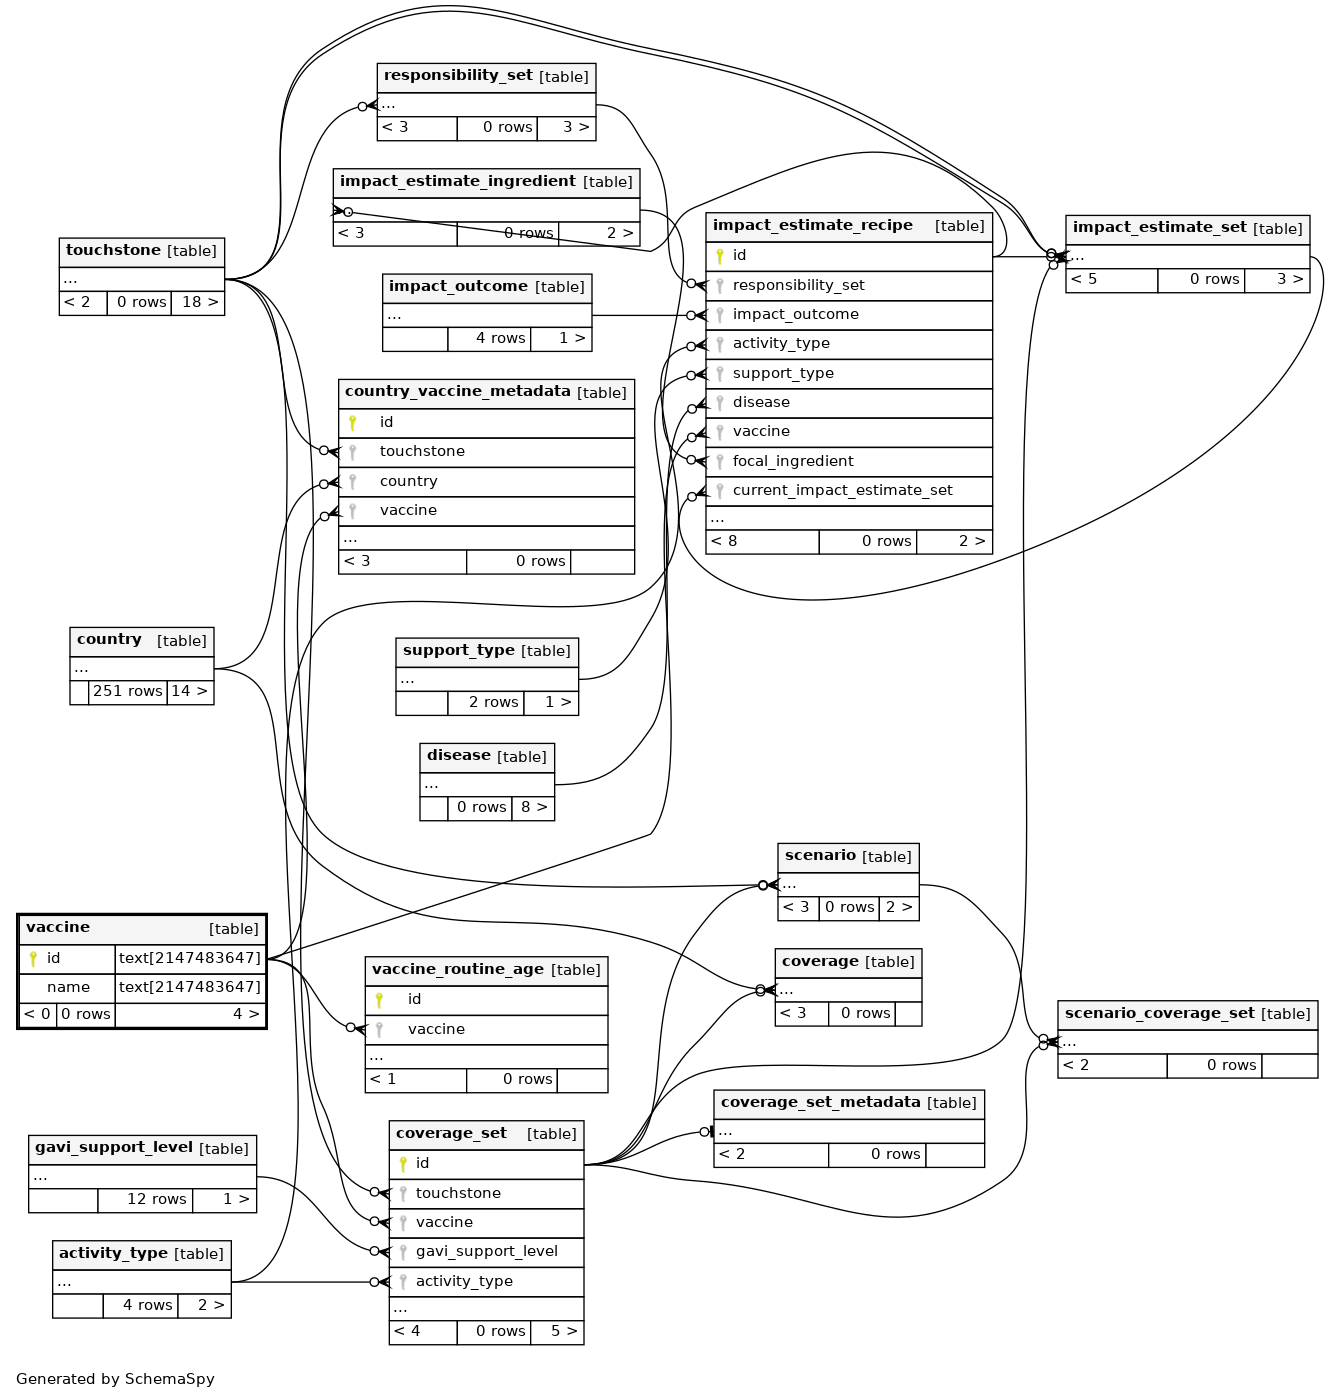 responsibility_set [table]
...
< 3 0 rows 3 >
impact_estimate_ingredient [table]
...
< 3 0 rows 2 >
touchstone [table]
...
< 2 0 rows 18 >
impact_outcome [table]
...
4 rows 1 >
impact_estimate_recipe [table]
id
responsibility_set
impact_outcome
activity_type
support_type
disease
vaccine
focal_ingredient
current_impact_estimate_set
...
< 8 0 rows 2 >
impact_estimate_set [table]
...
< 5 0 rows 3 >
country_vaccine_metadata [table]
id
touchstone
country
vaccine
...
< 3 0 rows
country [table]
...
251 rows 14 >
support_type [table]
...
2 rows 1 >
disease [table]
...
0 rows 8 >
scenario [table]
...
< 3 0 rows 2 >
vaccine [table]
id text[2147483647]
name text[2147483647]
< 0 0 rows 4 >
vaccine_routine_age [table]
id
vaccine
...
< 1 0 rows
coverage [table]
...
< 3 0 rows
scenario_coverage_set [table]
...
< 2 0 rows
coverage_set_metadata [table]
...
< 2 0 rows
gavi_support_level [table]
...
12 rows 1 >
coverage_set [table]
id
touchstone
vaccine
gavi_support_level
activity_type
...
< 4 0 rows 5 >
activity_type [table]
...
4 rows 2 >
Generated by SchemaSpy